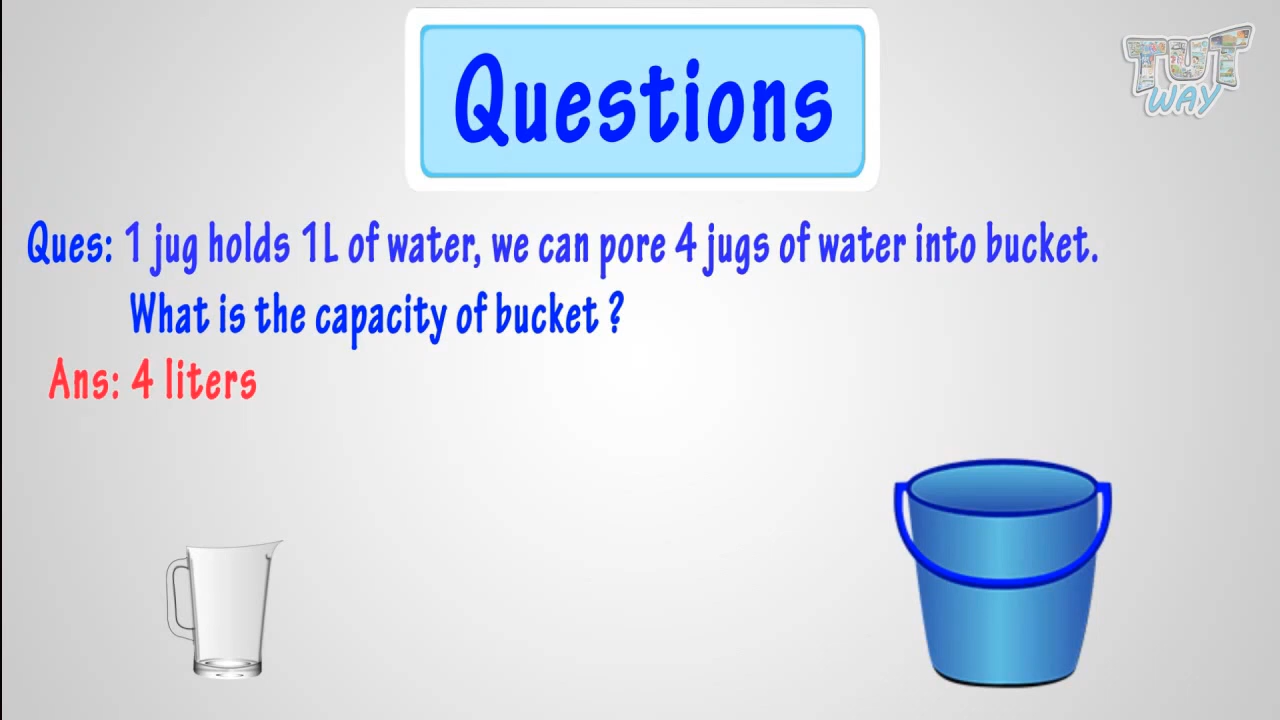 Questions
TUT
WAY
Ques: 1 jug holds 1L of water, we can pore 4 jugs of water into bucket.
What is the capacity of bucket ?
Ans: 4 liters